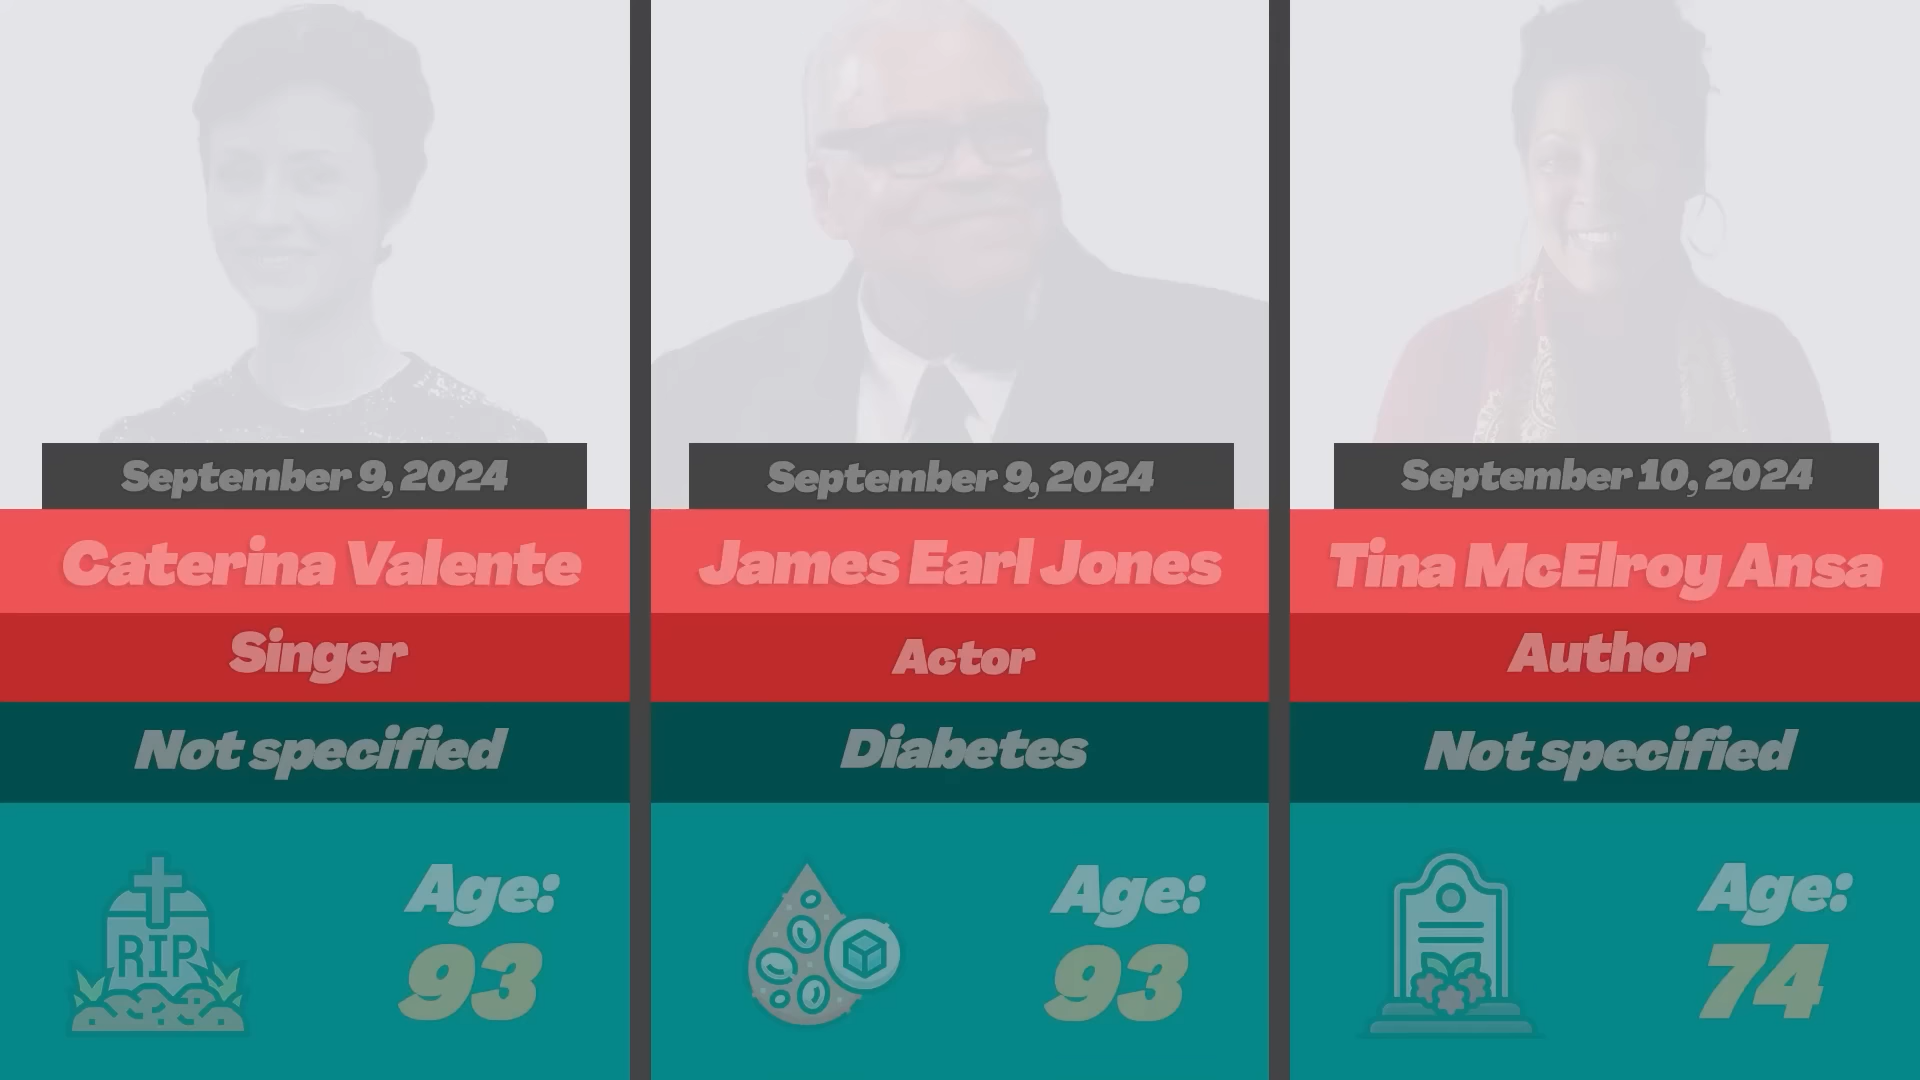 September 9, 2024
Caterina Valente
Singer
Not specified
RIP
Age:
93
September 9, 2024
James Earl Jones
Actor
Diabetes
Age:
93
September 10, 2024
Tina McElroy Ansa
Author
Not specified
Age:
74